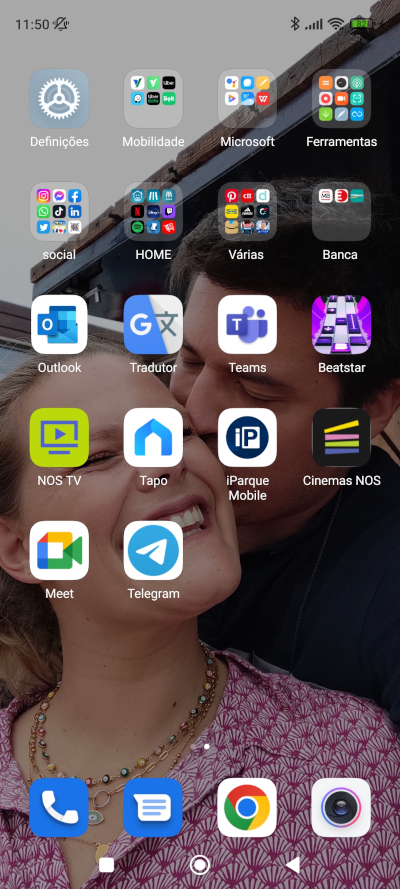 11:50
82
Definições
Mobilidade
Microsoft
Ferramentas
social
HOME
Várias
Banca
Outlook
Tradutor
Teams
Beatstar
NOS TV
Tapo
iParque
Mobile
Cinemas NOS
Meet
Telegram